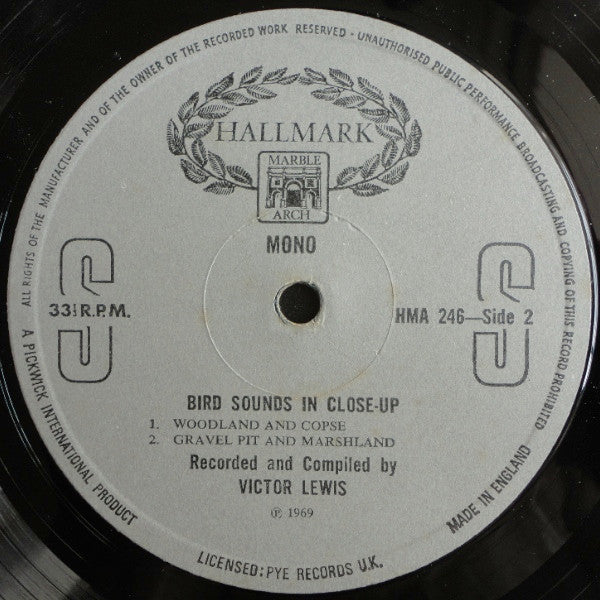 ALL RIGHTS OF THE MANUFACTURER AND OF THE OWNER OF THE RECORDED WORK RESERVED - UNAUTHORISED PUBLIC PERFORMANCE BROADCASTING AND COPYING OF THIS RECORD PROHIBITED
HALLMARK
MARBLE
ARCH
MONO
S S
33⅓ R.P.M.
HMA 246—Side 2
BIRD SOUNDS IN CLOSE-UP
1. WOODLAND AND COPSE
2. GRAVEL PIT AND MARSHLAND
Recorded and Compiled by
VICTOR LEWIS
℗ 1969
A PICKWICK INTERNATIONAL PRODUCT
LICENSED: PYE RECORDS U.K.
MADE IN ENGLAND